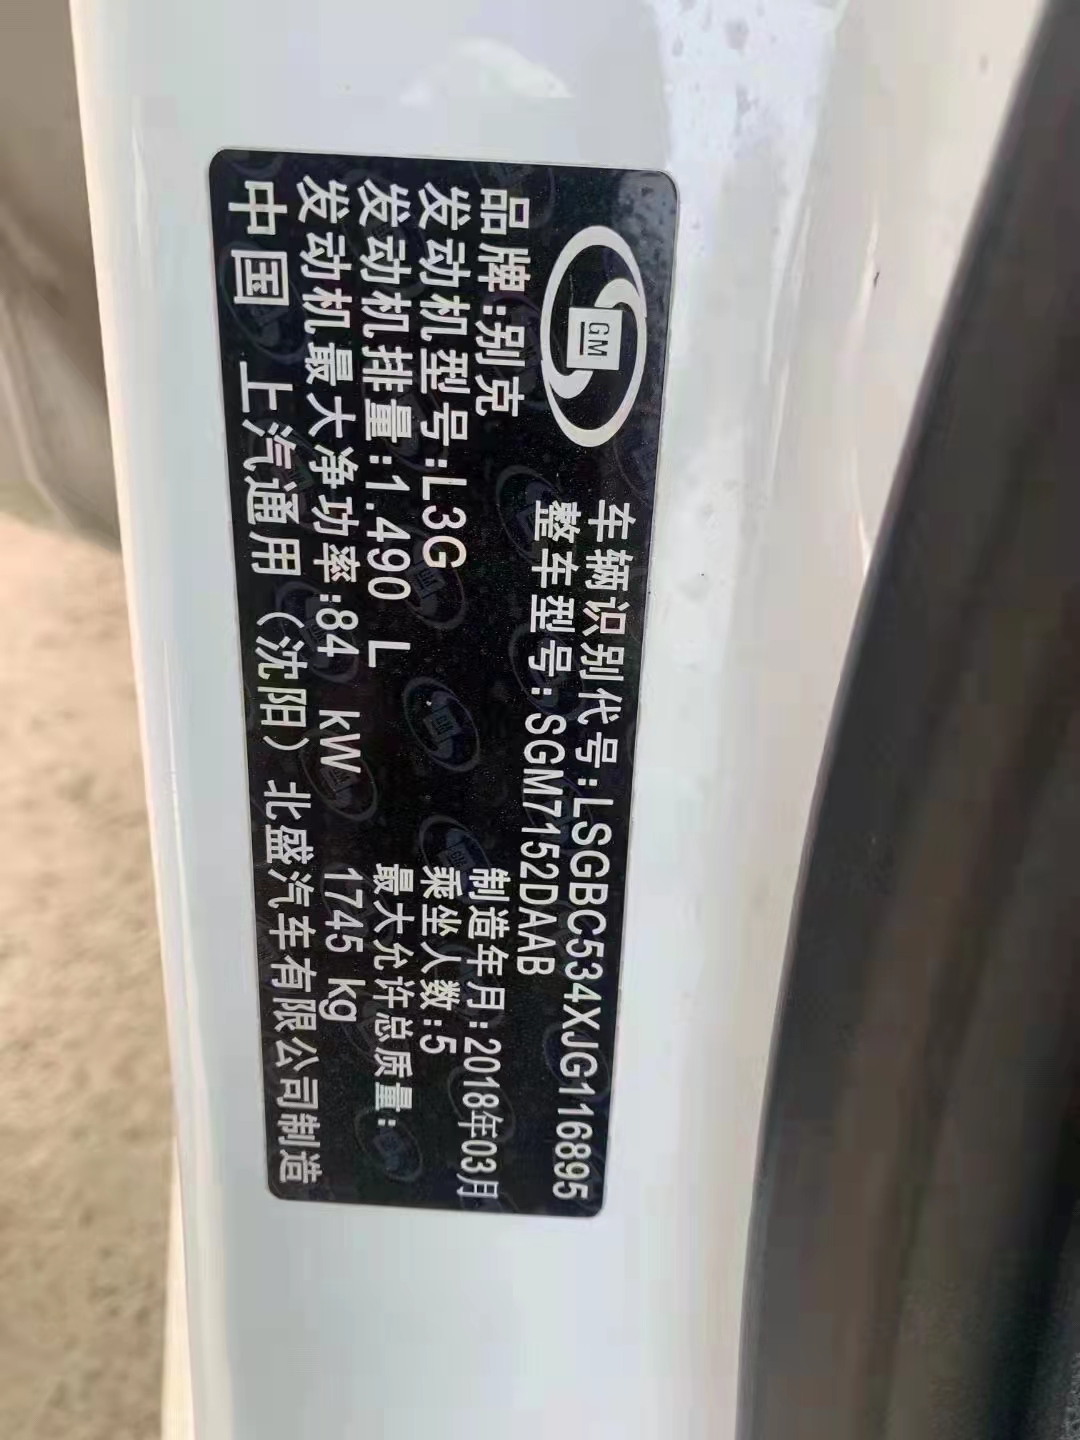 GM
车辆识别代号:LSGBC534XJG116895
整车型号:SGM7152DAAB
品牌:别克
制造年月:2018年03月
发动机型号:L3G
乘坐人数:5
发动机排量:1.490 L
最大允许总质量:
发动机最大净功率:84 kW
1745 kg
中国 上汽通用（沈阳）北盛汽车有限公司制造